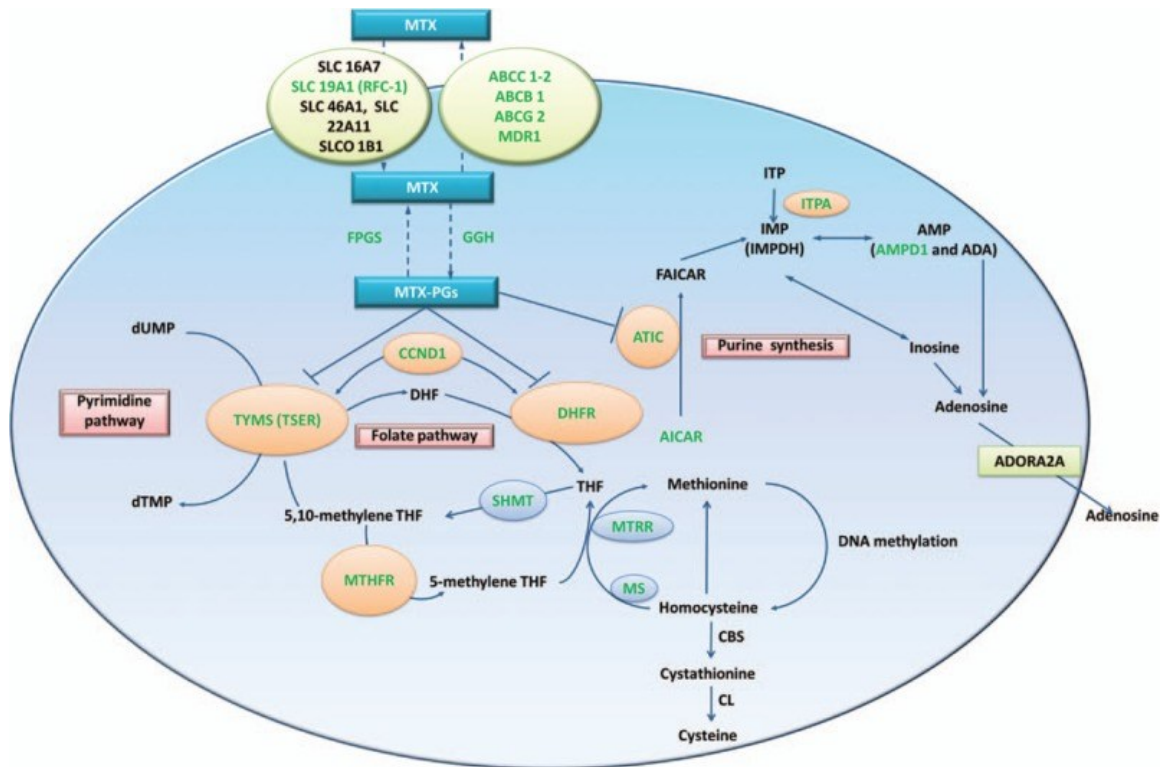 MTX
SLC 16A7
SLC 19A1 (RFC-1)
SLC 46A1, SLC
22A11
SLCO 1B1
ABCC 1-2
ABCB 1
ABCG 2
MDR1
MTX
FPGS
GGH
MTX-PGs
ITP
ITPA
IMP
(IMPDH)
AMP
(AMPD1 and ADA)
FAICAR
dUMP
CCND1
ATIC
Purine synthesis
Inosine
Pyrimidine
pathway
TYMS (TSER)
DHF
DHFR
Folate pathway
AICAR
Adenosine
ADORA2A
Adenosine
dTMP
5,10-methylene THF
SHMT
THF
Methionine
MTRR
DNA methylation
MTHFR
5-methylene THF
MS
Homocysteine
CBS
Cystathionine
CL
Cysteine